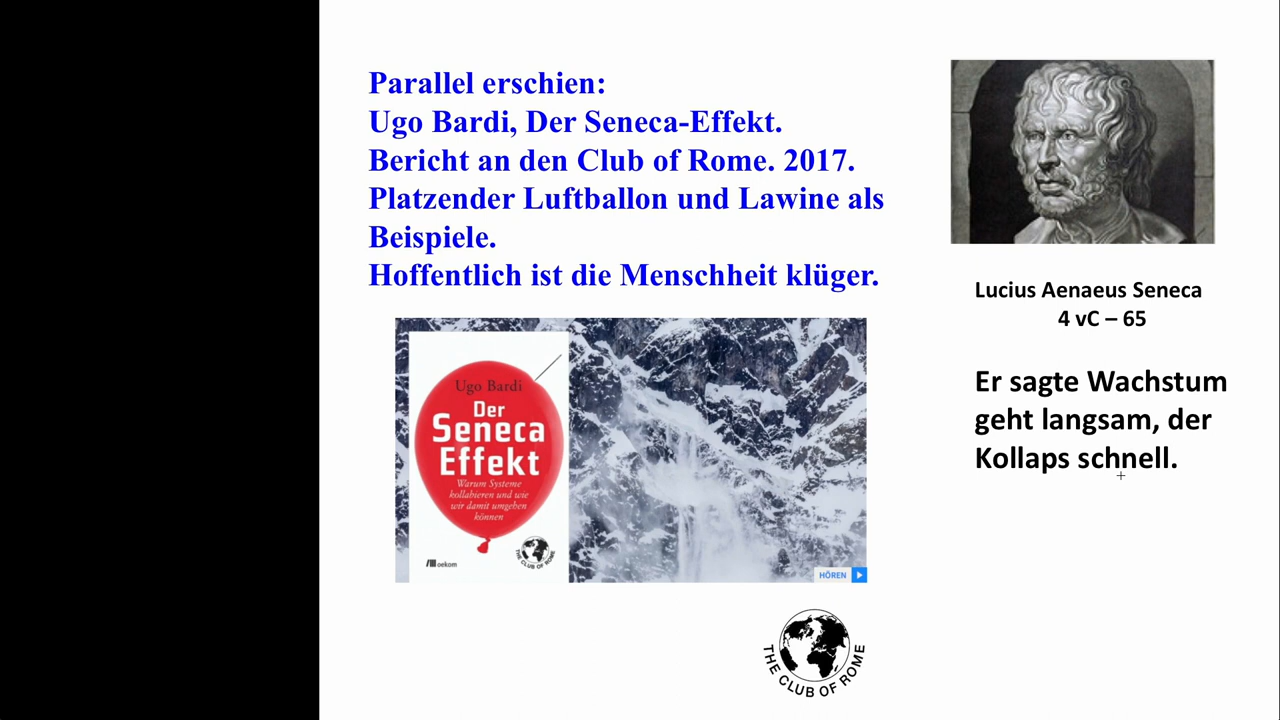 Parallel erschien:
Ugo Bardi, Der Seneca-Effekt.
Bericht an den Club of Rome. 2017.
Platzender Luftballon und Lawine als
Beispiele.
Hoffentlich ist die Menschheit klüger.
Ugo Bardi
Der
Seneca
Effekt
Warum Systeme
kollabieren und wie
wir damit umgehen
können
THE CLUB OF ROME
oekom
HÖREN
THE CLUB OF ROME
Lucius Aenaeus Seneca
4 vC – 65
Er sagte Wachstum
geht langsam, der
Kollaps schnell.